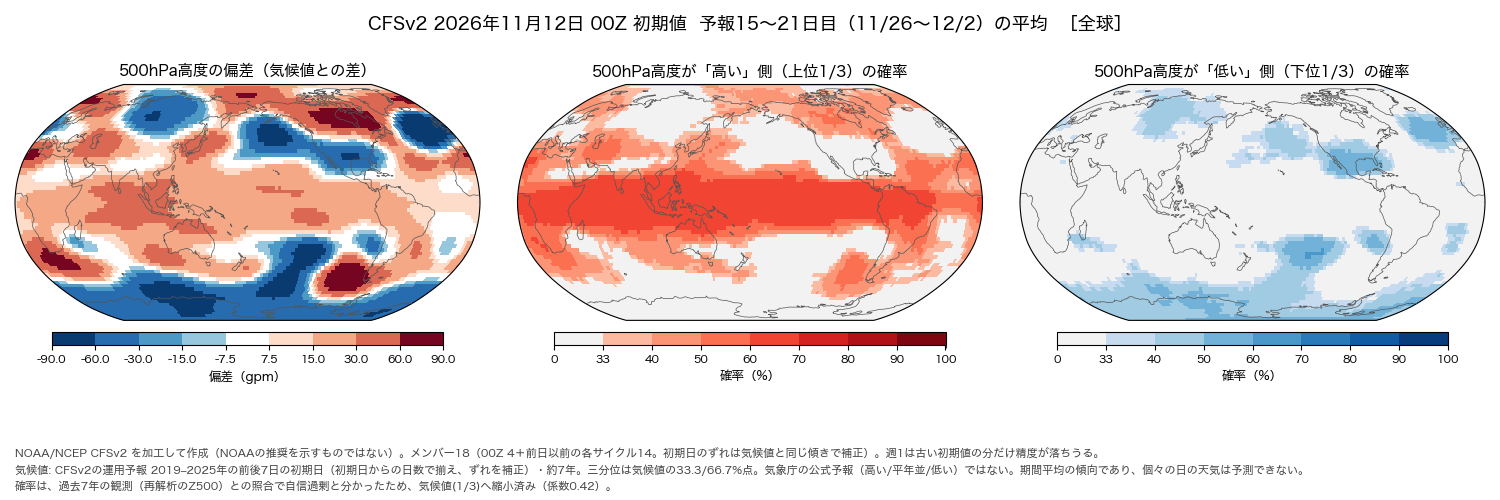 CFSv2 2026年11月12日 00Z 初期値  予報15～21日目（11/26～12/2）の平均  ［全球］
500hPa高度の偏差（気候値との差）
500hPa高度が「高い」側（上位1/3）の確率
500hPa高度が「低い」側（下位1/3）の確率
-90.0 -60.0 -30.0 -15.0 -7.5 7.5 15.0 30.0 60.0 90.0
偏差（gpm）
0 33 40 50 60 70 80 90 100
確率（%）
0 33 40 50 60 70 80 90 100
確率（%）
NOAA/NCEP CFSv2 を加工して作成（NOAAの推奨を示すものではない）。メンバー18（00Z 4＋前日以前の各サイクル14。初期日のずれは気候値と同じ傾きで補正）。週1は古い初期値の分だけ精度が落ちうる。
気候値: CFSv2の運用予報 2019–2025年の前後7日の初期日（初期日からの日数で揃え、ずれを補正）・約7年。三分位は気候値の33.3/66.7%点。気象庁の公式予報（高い/平年並/低い）ではない。期間平均の傾向であり、個々の日の天気は予測できない。
確率は、過去7年の観測（再解析のZ500）との照合で自信過剰と分かったため、気候値(1/3)へ縮小済み（係数0.42）。